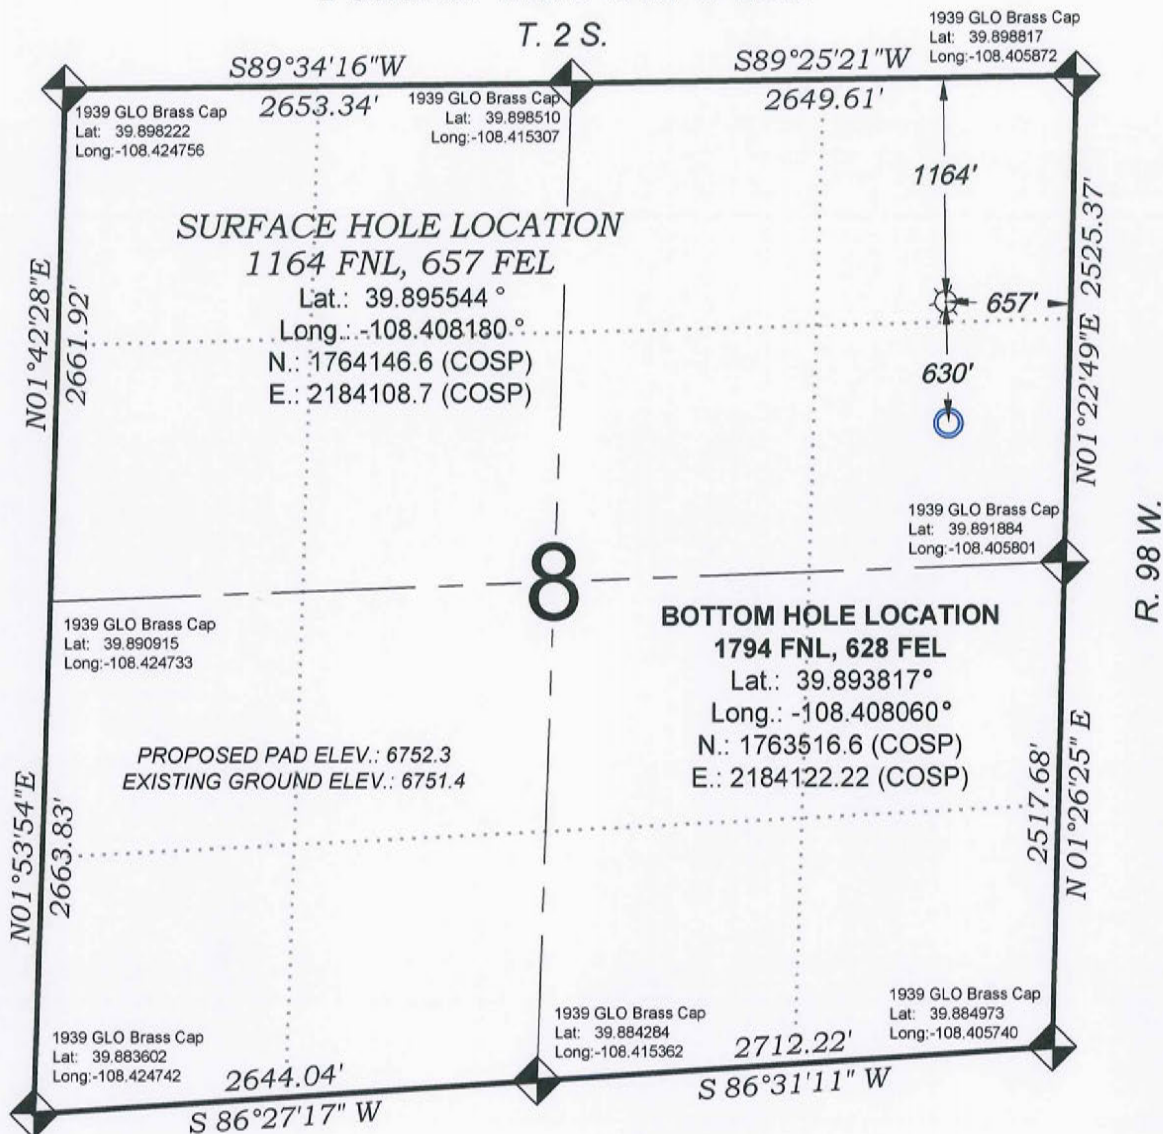 T. 2 S.
S89°34'16"W
S89°25'21"W
1939 GLO Brass Cap
Lat: 39.898817
Long:-108.405872
1939 GLO Brass Cap
Lat: 39.898222
Long:-108.424756
2653.34'
1939 GLO Brass Cap
Lat: 39.898510
Long:-108.415307
2649.61'
1164'
SURFACE HOLE LOCATION
1164 FNL, 657 FEL
Lat.: 39.895544 °
Long.: -108.408180 °
N.: 1764146.6 (COSP)
E.: 2184108.7 (COSP)
N01°42'28"E
2661.92'
657'
630'
N01°22'49"E 2525.37'
1939 GLO Brass Cap
Lat: 39.891884
Long:-108.405801
R. 98 W.
8
1939 GLO Brass Cap
Lat: 39.890915
Long:-108.424733
BOTTOM HOLE LOCATION
1794 FNL, 628 FEL
Lat.: 39.893817°
Long.: -108.408060°
N.: 1763516.6 (COSP)
E.: 2184122.22 (COSP)
PROPOSED PAD ELEV.: 6752.3
EXISTING GROUND ELEV.: 6751.4
N01°53'54"E
2663.83'
2517.68'
N 01°26'25" E
1939 GLO Brass Cap
Lat: 39.883602
Long:-108.424742
2644.04'
S 86°27'17" W
1939 GLO Brass Cap
Lat: 39.884284
Long:-108.415362
2712.22'
S 86°31'11" W
1939 GLO Brass Cap
Lat: 39.884973
Long:-108.405740